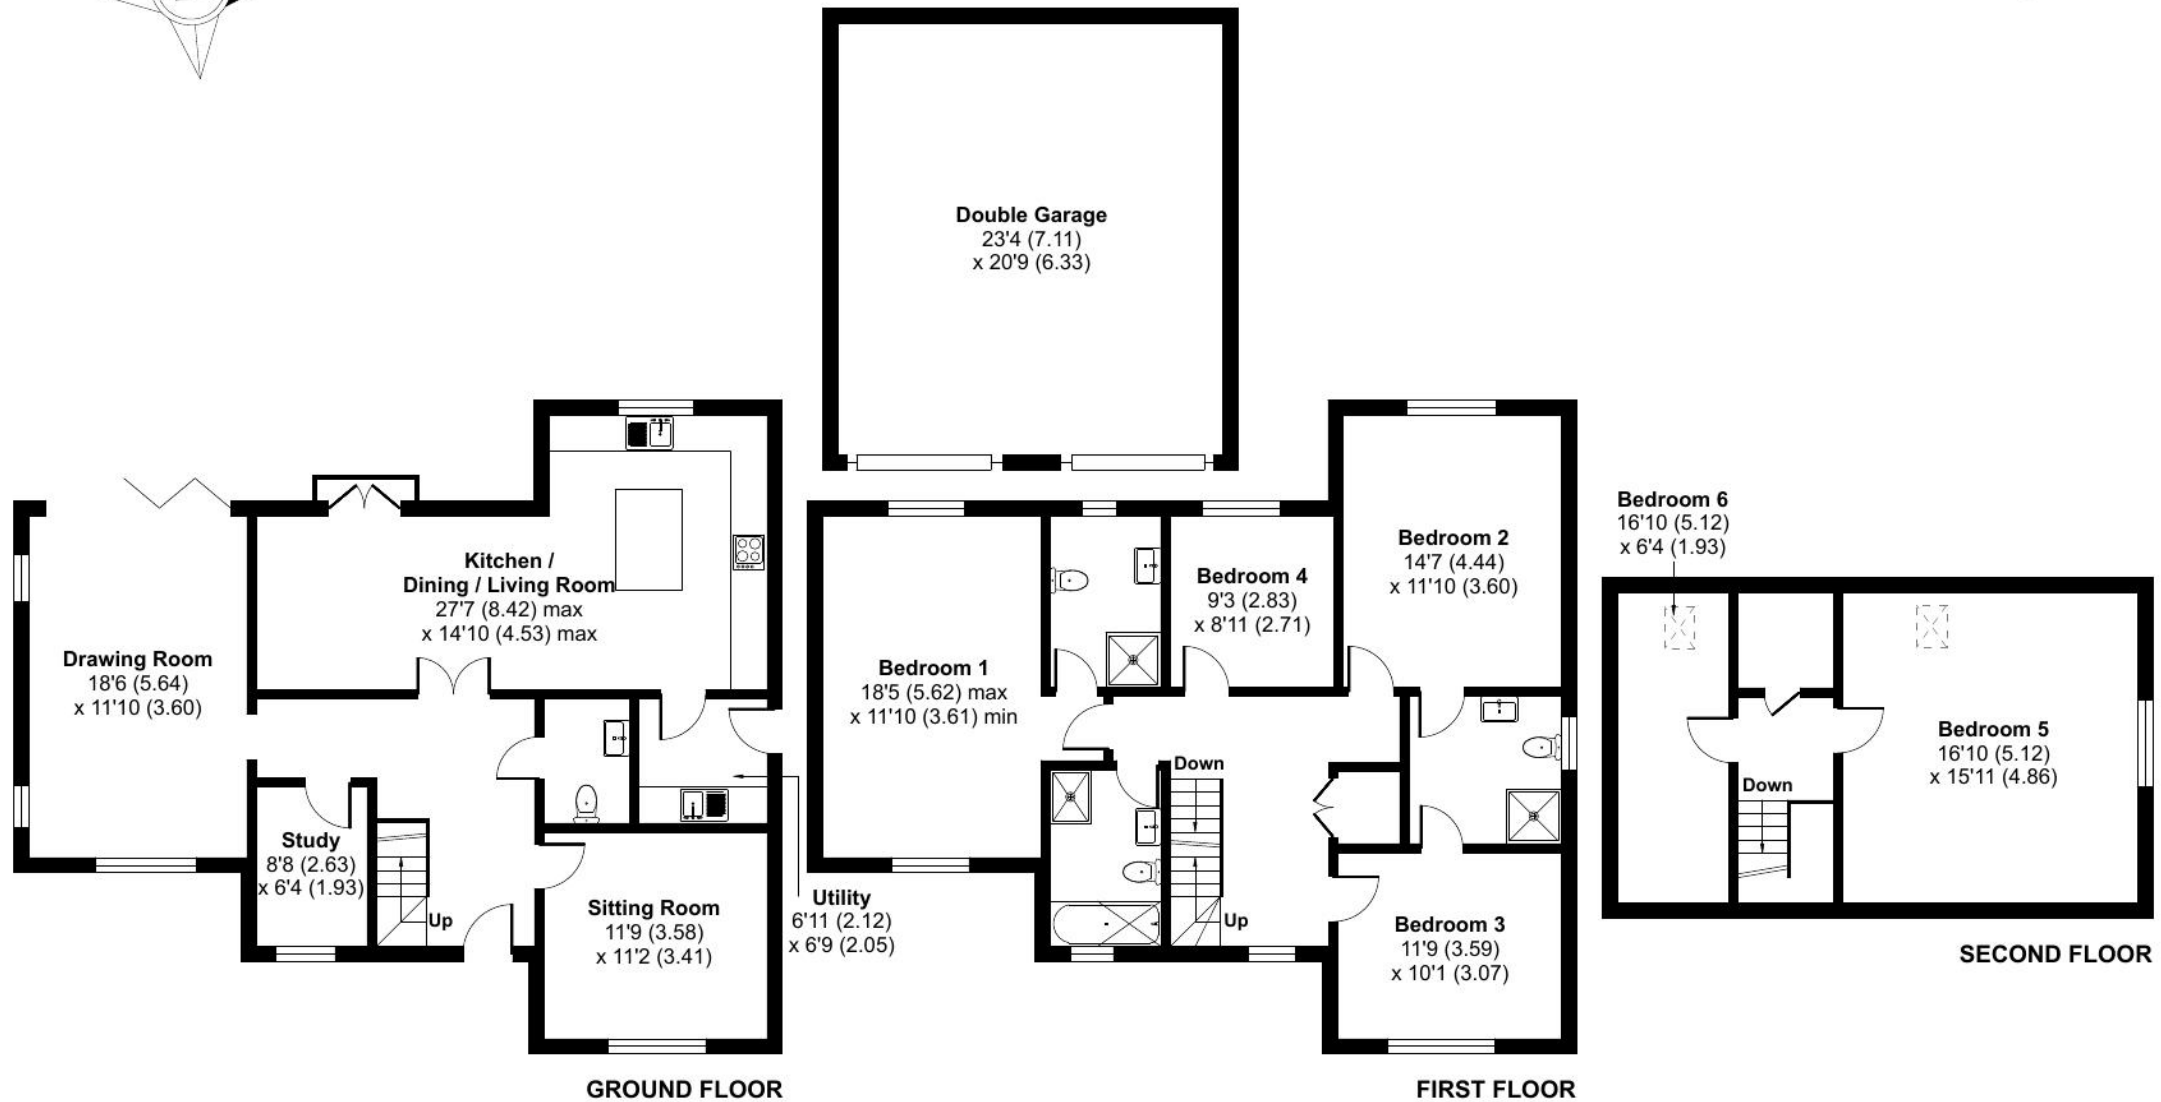 Double Garage
23'4 (7.11)
x 20'9 (6.33)
Kitchen /
Dining / Living Room
27'7 (8.42) max
x 14'10 (4.53) max
Drawing Room
18'6 (5.64)
x 11'10 (3.60)
Study
8'8 (2.63)
x 6'4 (1.93)
Up
Sitting Room
11'9 (3.58)
x 11'2 (3.41)
Utility
6'11 (2.12)
x 6'9 (2.05)
GROUND FLOOR
Bedroom 1
18'5 (5.62) max
x 11'10 (3.61) min
Bedroom 4
9'3 (2.83)
x 8'11 (2.71)
Bedroom 2
14'7 (4.44)
x 11'10 (3.60)
Down
Up
Bedroom 3
11'9 (3.59)
x 10'1 (3.07)
FIRST FLOOR
Bedroom 6
16'10 (5.12)
x 6'4 (1.93)
Down
Bedroom 5
16'10 (5.12)
x 15'11 (4.86)
SECOND FLOOR